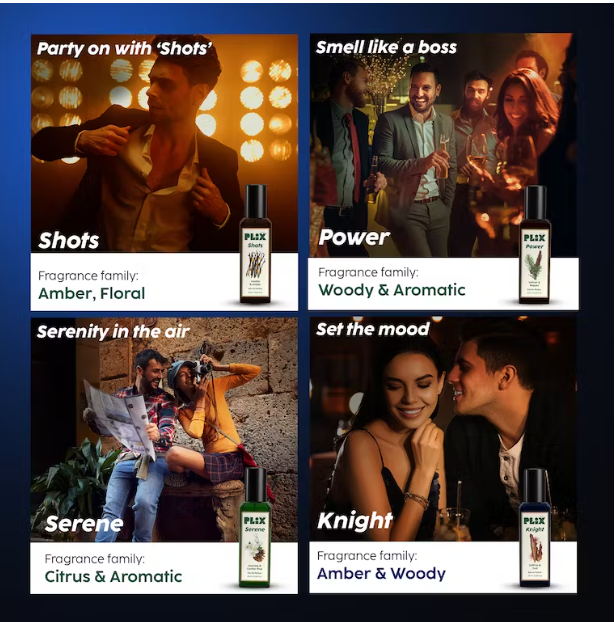 Party on with 'Shots'
PLIX
Shots
Shots
Fragrance family:
Amber, Floral
Smell like a boss
PLIX
Power
Power
Fragrance family:
Woody & Aromatic
Serenity in the air
PLIX
Serene
Serene
Fragrance family:
Citrus & Aromatic
Set the mood
PLIX
Knight
Knight
Fragrance family:
Amber & Woody